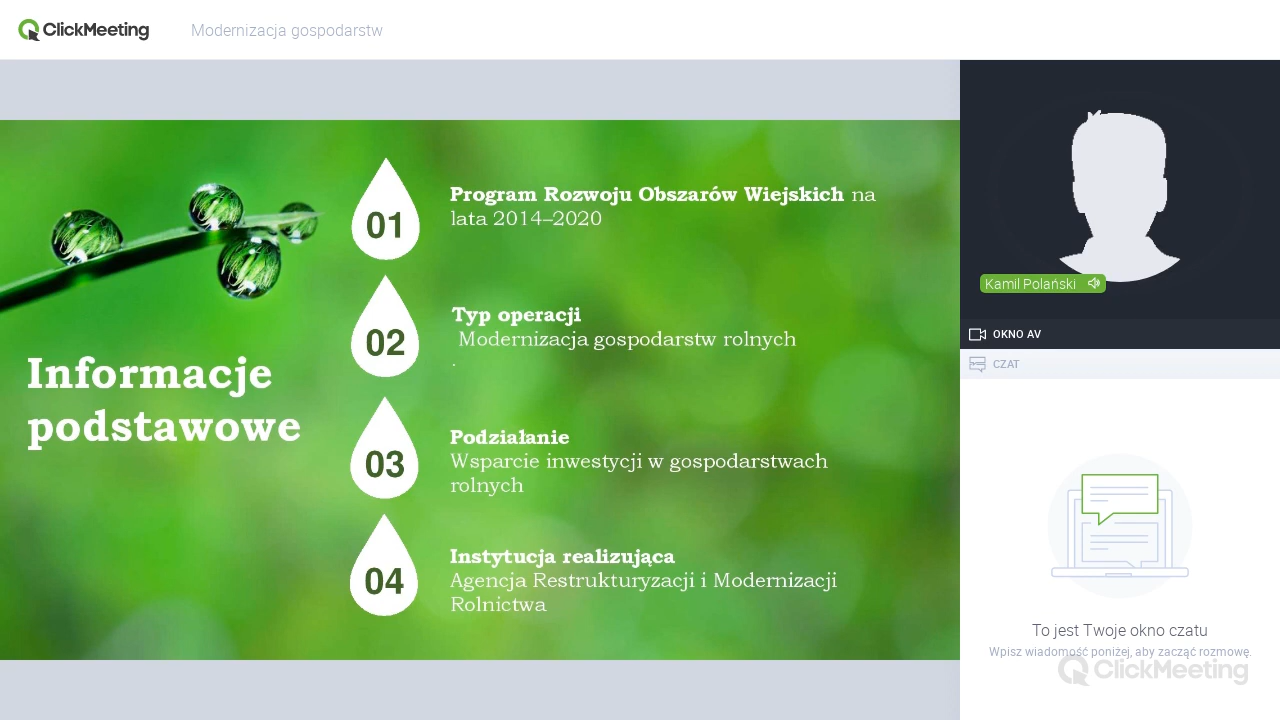 ClickMeeting
Modernizacja gospodarstw
Informacje
podstawowe
01
Program Rozwoju Obszarów Wiejskich na
lata 2014–2020
02
Typ operacji
Modernizacja gospodarstw rolnych
.
03
Podziałanie
Wsparcie inwestycji w gospodarstwach
rolnych
04
Instytucja realizująca
Agencja Restrukturyzacji i Modernizacji
Rolnictwa
Kamil Polański
OKNO AV
CZAT
To jest Twoje okno czatu
Wpisz wiadomość poniżej, aby zacząć rozmowę.
ClickMeeting